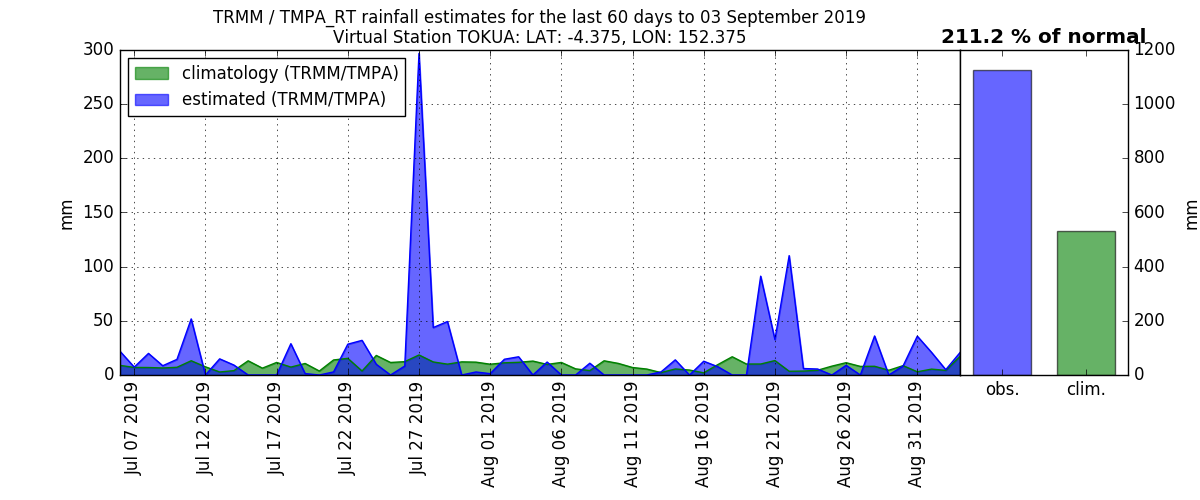 TRMM / TMPA_RT rainfall estimates for the last 60 days to 03 September 2019
Virtual Station TOKUA: LAT: -4.375, LON: 152.375
211.2 % of normal
climatology (TRMM/TMPA)
estimated (TRMM/TMPA)
mm
300
250
200
150
100
50
0
Jul 07 2019
Jul 12 2019
Jul 17 2019
Jul 22 2019
Jul 27 2019
Aug 01 2019
Aug 06 2019
Aug 11 2019
Aug 16 2019
Aug 21 2019
Aug 26 2019
Aug 31 2019
obs.
clim.
1200
1000
800
600
400
200
0
mm